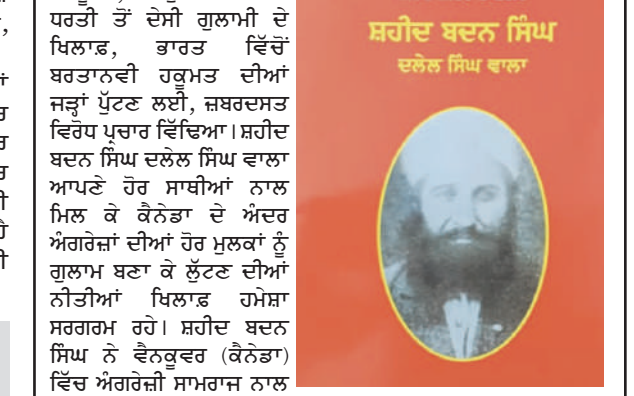 ਧਰਤੀ ਤੋਂ ਦੇਸੀ ਗੁਲਾਮੀ ਦੇ
ਖਿਲਾਫ਼, ਭਾਰਤ ਵਿੱਚੋਂ
ਬਰਤਾਨਵੀ ਹਕੂਮਤ ਦੀਆਂ
ਜੜ੍ਹਾਂ ਪੁੱਟਣ ਲਈ, ਜ਼ਬਰਦਸਤ
ਵਿਰੋਧ ਪ੍ਰਚਾਰ ਵਿੱਢਿਆ।ਸ਼ਹੀਦ
ਬਦਨ ਸਿੰਘ ਦਲੇਲ ਸਿੰਘ ਵਾਲਾ
ਆਪਣੇ ਹੋਰ ਸਾਥੀਆਂ ਨਾਲ
ਮਿਲ ਕੇ ਕੈਨੇਡਾ ਦੇ ਅੰਦਰ
ਅੰਗਰੇਜ਼ਾਂ ਦੀਆਂ ਹੋਰ ਮੁਲਕਾਂ ਨੂੰ
ਗੁਲਾਮ ਬਣਾ ਕੇ ਲੁੱਟਣ ਦੀਆਂ
ਨੀਤੀਆਂ ਖਿਲਾਫ਼ ਹਮੇਸ਼ਾ
ਸਰਗਰਮ ਰਹੇ। ਸ਼ਹੀਦ ਬਦਨ
ਸਿੰਘ ਨੇ ਵੈਨਕੂਵਰ (ਕੈਨੇਡਾ)
ਵਿੱਚ ਅੰਗਰੇਜ਼ੀ ਸਾਮਰਾਜ ਨਾਲ
ਸ਼ਹੀਦ ਬਦਨ ਸਿੰਘ
ਦਲੇਲ ਸਿੰਘ ਵਾਲਾ